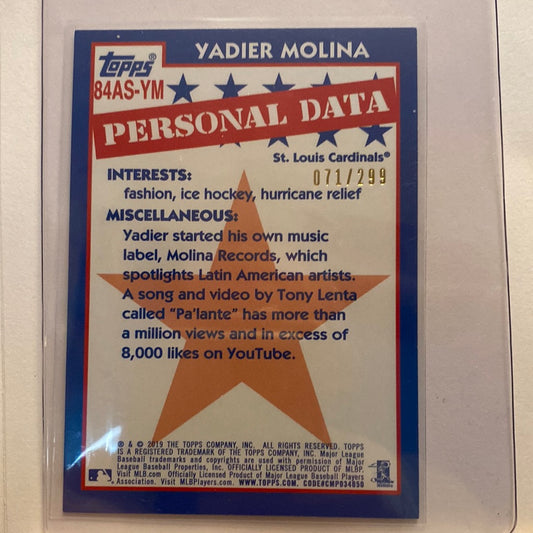 Topps®
YADIER MOLINA
84AS-YM
PERSONAL DATA
St. Louis Cardinals®
071/299
INTERESTS:
fashion, ice hockey, hurricane relief
MISCELLANEOUS:
Yadier started his own music
label, Molina Records, which
spotlights Latin American artists.
A song and video by Tony Lenta
called "Pa'lante" has more than
a million views and in excess of
8,000 likes on YouTube.
® & © 2019 THE TOPPS COMPANY, INC. ALL RIGHTS RESERVED. TOPPS
IS A REGISTERED TRADEMARK OF THE TOPPS COMPANY, INC. Major League
Baseball trademarks and copyrights are used with permission of Major
League Baseball Properties, Inc. OFFICIALLY LICENSED PRODUCT OF MLBP.
Visit MLB.com Officially Licensed Product of Major League Baseball Players
Association. Visit MLBPlayers.com. WWW.TOPPS.COM. CODE#CMP034850